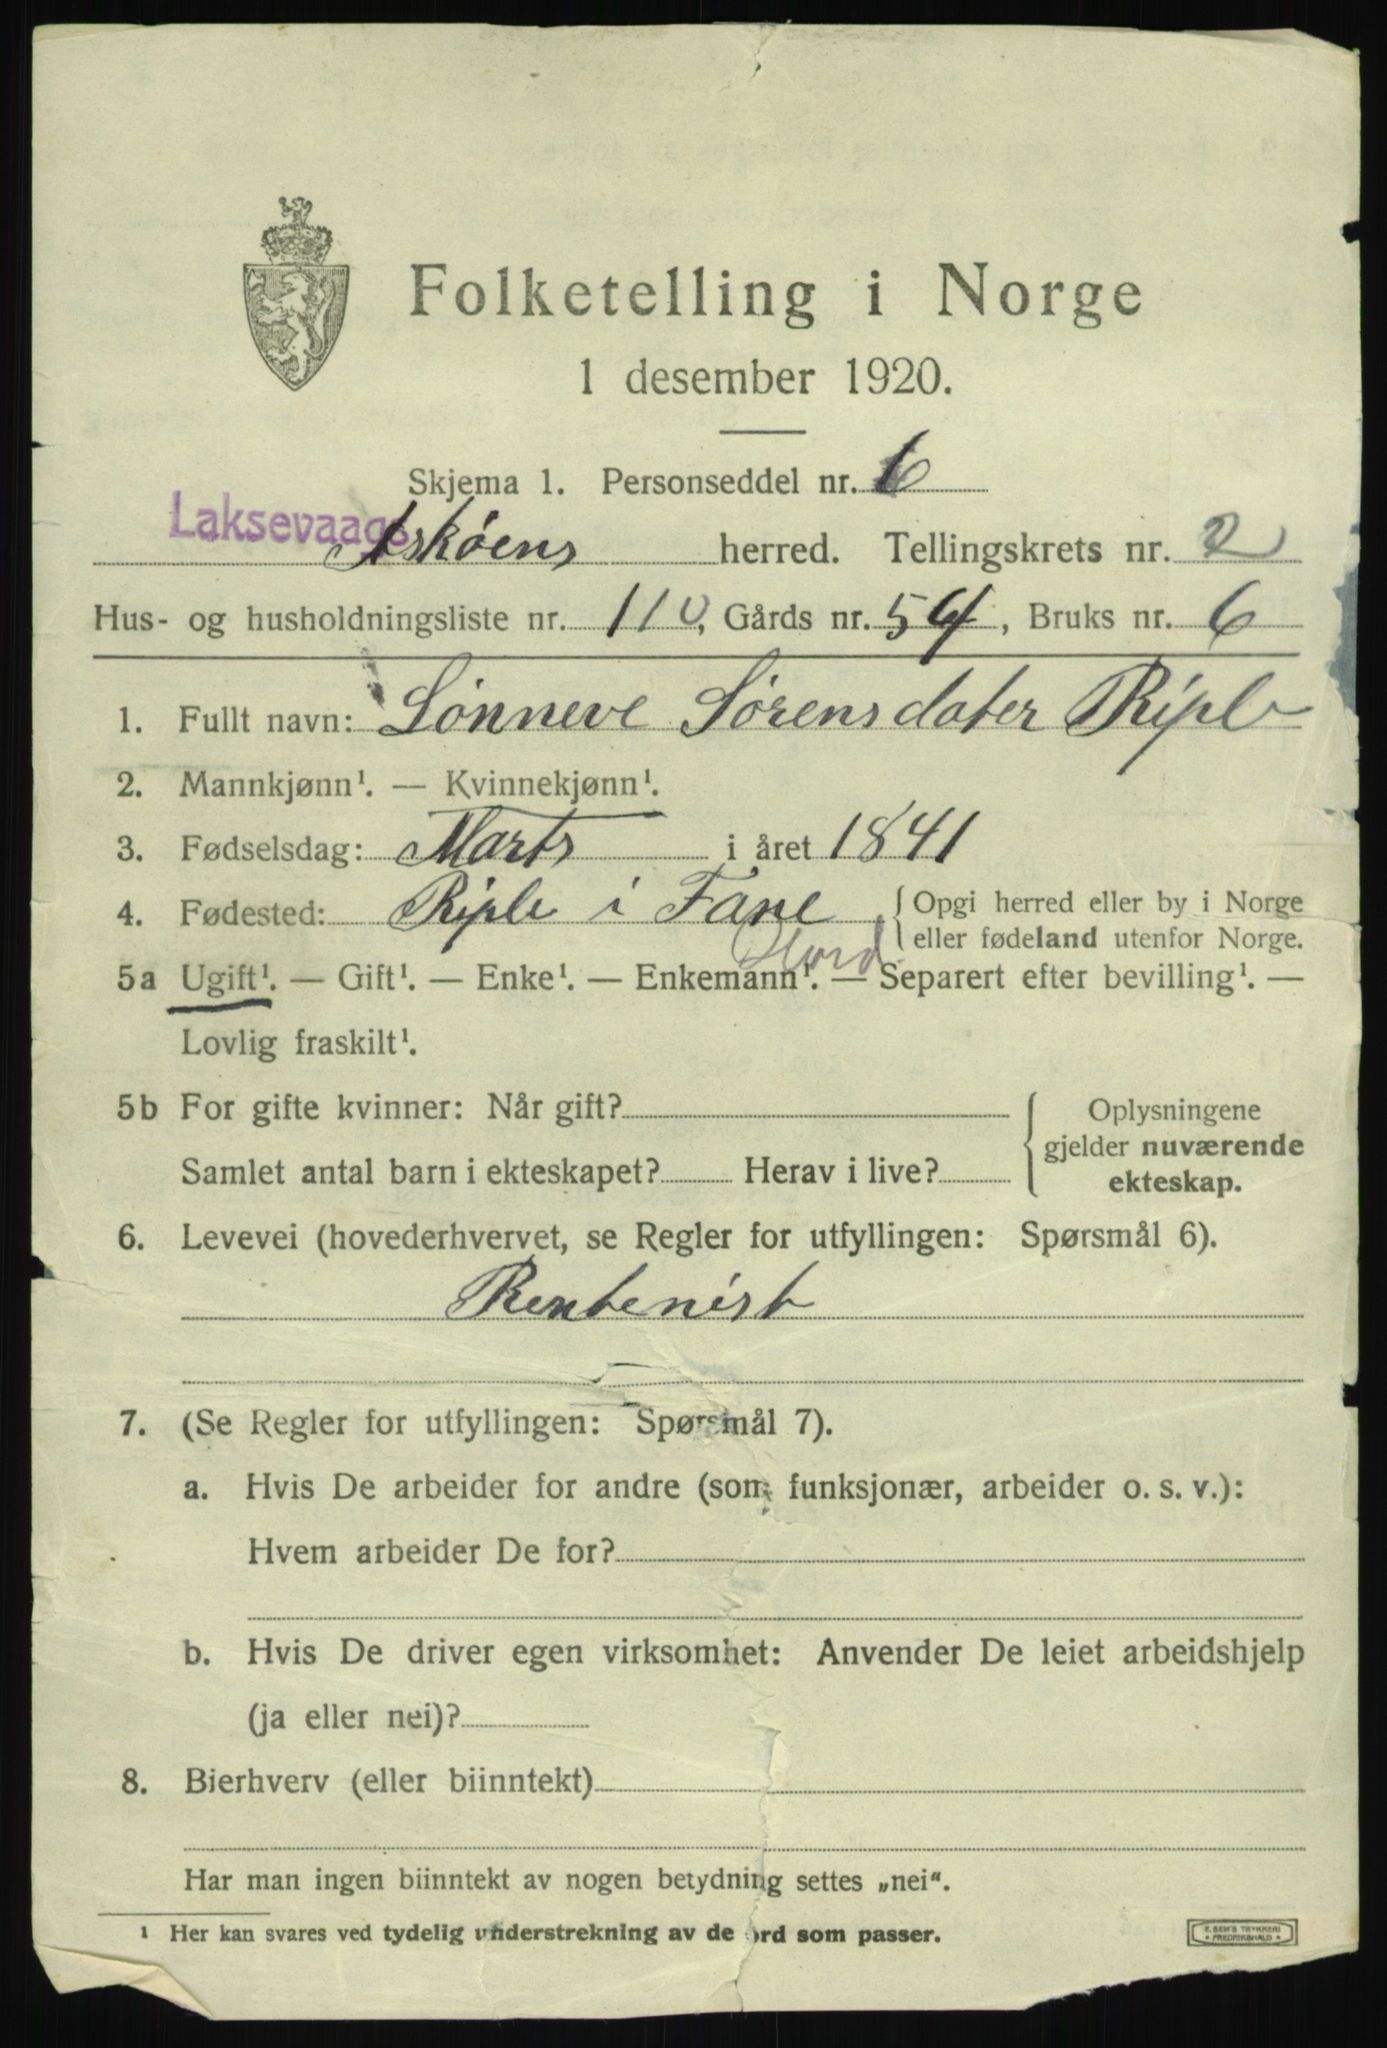 Folketelling i Norge
1 desember 1920.
Skjema 1. Personseddel nr. 6
Laksevaags
Askøens herred. Tellingskrets nr. 2
Hus- og husholdningsliste nr. 110, Gårds nr. 54, Bruks nr. 6
1. Fullt navn: Sønneve Sørensdater Riple
2. Mannkjønn¹. — Kvinnekjønn¹.
3. Fødselsdag: Marts i året 1841
4. Fødested: Riple i Fane { Opgi herred eller by i Norge
eller fødeland utenfor Norge.
Hord.
5a Ugift¹. — Gift¹. — Enke¹. — Enkemann¹. — Separert efter bevilling¹. —
Lovlig fraskilt¹.
5b For gifte kvinner: Når gift? { Oplysningene
gjelder nuværende
Samlet antal barn i ekteskapet? Herav i live? ekteskap.
6. Levevei (hovederhvervet, se Regler for utfyllingen: Spørsmål 6).
Rentenist
7. (Se Regler for utfyllingen: Spørsmål 7).
a. Hvis De arbeider for andre (som funksjonær, arbeider o. s. v.):
Hvem arbeider De for?
b. Hvis De driver egen virksomhet: Anvender De leiet arbeidshjelp
(ja eller nei)?
8. Bierhverv (eller biinntekt)
Har man ingen biinntekt av nogen betydning settes „nei“.
¹ Her kan svares ved tydelig understrekning av de ord som passer.
E. SEM'S TRYKKERI
FREDRIKSHALD